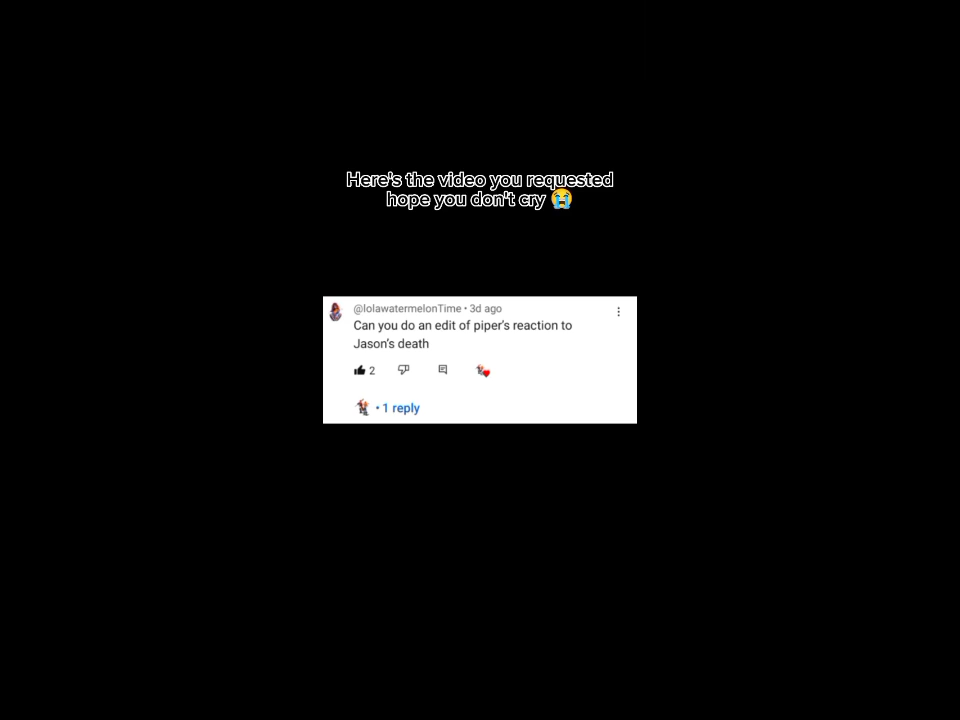 Here's the video you requested
hope you don't cry 😭
@lolawatermelonTime • 3d ago
Can you do an edit of piper's reaction to
Jason's death
2
• 1 reply